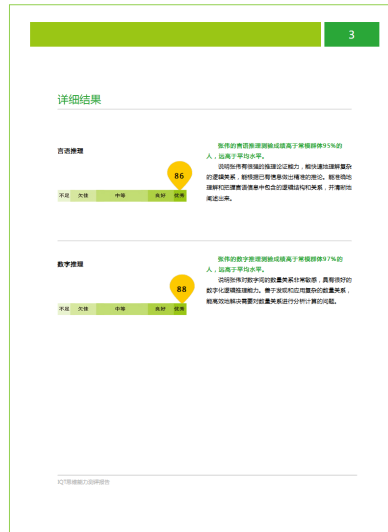 3
详细结果
言语推理
86
不足 欠佳 中等 良好 优秀
张伟的言语推理测验成绩高于常模群体95%的
人，远高于平均水平。
说明张伟有很强的推理论证能力，能快速地理解复杂
的逻辑关系，能根据已有信息做出精准的推论。能准确地
理解和把握言语信息中包含的逻辑结构和关系，并清晰地
阐述出来。
数字推理
88
不足 欠佳 中等 良好 优秀
张伟的数字推理测验成绩高于常模群体97%的
人，远高于平均水平。
说明张伟对数字间的数量关系非常敏感，具有很好的
数字化逻辑推理能力。善于发现和应用复杂的数量关系，
能高效地解决需要对数量关系进行分析计算的问题。